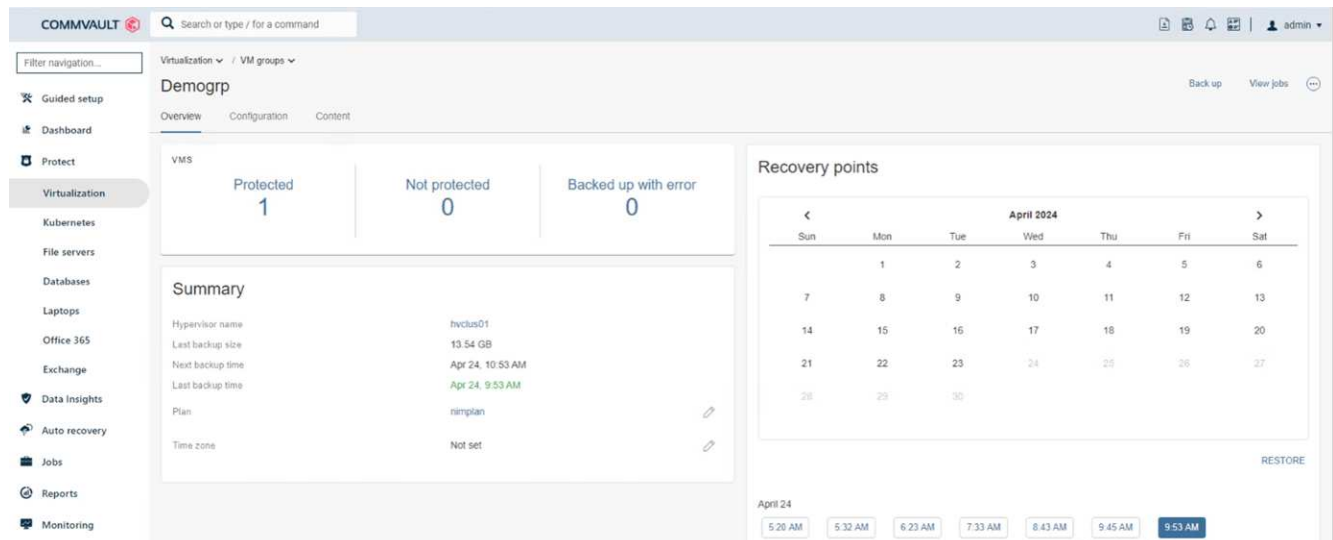 COMMVAULT
Search or type / for a command
admin
Filter navigation...
Guided setup
Dashboard
Protect
Virtualization
Kubernetes
File servers
Databases
Laptops
Office 365
Exchange
Data Insights
Auto recovery
Jobs
Reports
Monitoring
Virtualization / VM groups
Demogrp
Back up View jobs
Overview Configuration Content
VMS
Protected Not protected Backed up with error
1 0 0
Summary
Hypervisor name hvclus01
Last backup size 13.54 GB
Next backup time Apr 24, 10:53 AM
Last backup time Apr 24, 9:53 AM
Plan nimplan
Time zone Not set
Recovery points
April 2024
Sun Mon Tue Wed Thu Fri Sat
1 2 3 4 5 6
7 8 9 10 11 12 13
14 15 16 17 18 19 20
21 22 23 24 25 26 27
28 29 30
RESTORE
April 24
5:20 AM 5:32 AM 6:23 AM 7:33 AM 8:43 AM 9:45 AM 9:53 AM